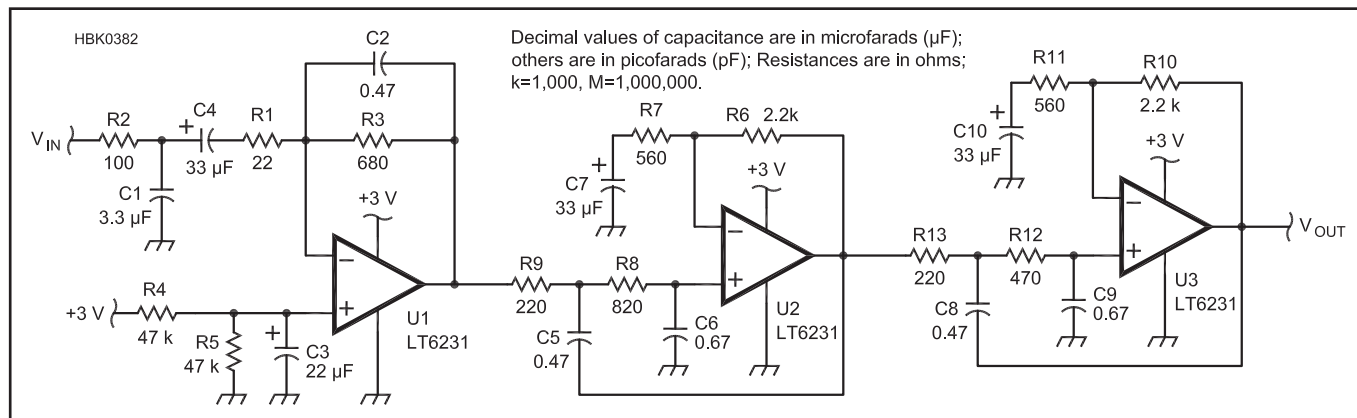 HBK0382
Decimal values of capacitance are in microfarads (µF);
others are in picofarads (pF); Resistances are in ohms;
k=1,000, M=1,000,000.
C2
0.47
V IN
R2
100
C4
+
33 µF
R1
22
R3
680
C1
3.3 µF
+3 V
+3 V
R4
47 k
R5
47 k
+
C3
22 µF
−
+
U1
LT6231
R7
560
R6 2.2k
+
C7
33 µF
+3 V
R9
220
R8
820
C5
0.47
C6
0.67
−
+
U2
LT6231
R11
560
R10
2.2 k
+
C10
33 µF
+3 V
R13
220
R12
470
C8
0.47
C9
0.67
−
+
U3
LT6231
V OUT